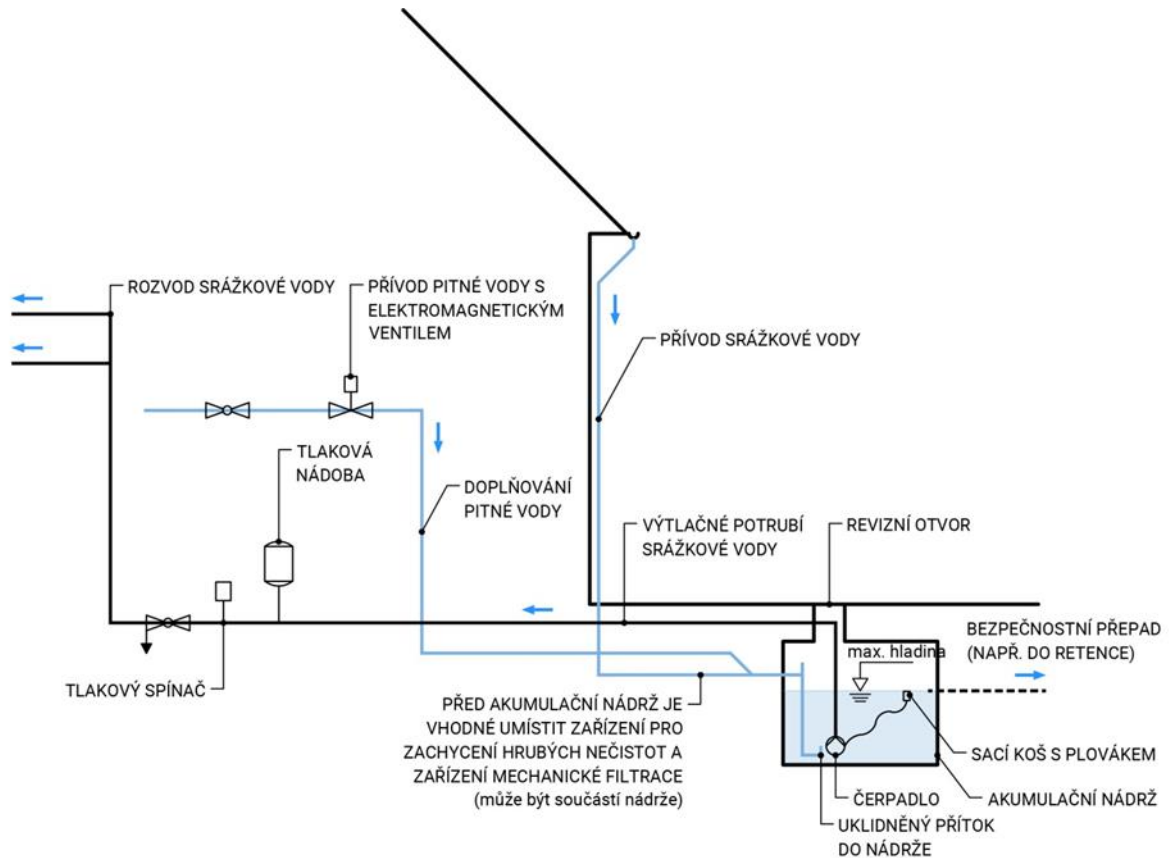 ROZVOD SRÁŽKOVÉ VODY
PŘÍVOD PITNÉ VODY S
ELEKTROMAGNETICKÝM
VENTILEM
PŘÍVOD SRÁŽKOVÉ VODY
TLAKOVÁ
NÁDOBA
DOPLŇOVÁNÍ
PITNÉ VODY
VÝTLAČNÉ POTRUBÍ
SRÁŽKOVÉ VODY
REVIZNÍ OTVOR
BEZPEČNOSTNÍ PŘEPAD
(NAPŘ. DO RETENCE)
max. hladina
TLAKOVÝ SPÍNAČ
PŘED AKUMULAČNÍ NÁDRŽ JE
VHODNÉ UMÍSTIT ZAŘÍZENÍ PRO
ZACHYCENÍ HRUBÝCH NEČISTOT A
ZAŘÍZENÍ MECHANICKÉ FILTRACE
(může být součástí nádrže)
SACÍ KOŠ S PLOVÁKEM
ČERPADLO
AKUMULAČNÍ NÁDRŽ
UKLIDNĚNÝ PŘÍTOK
DO NÁDRŽE